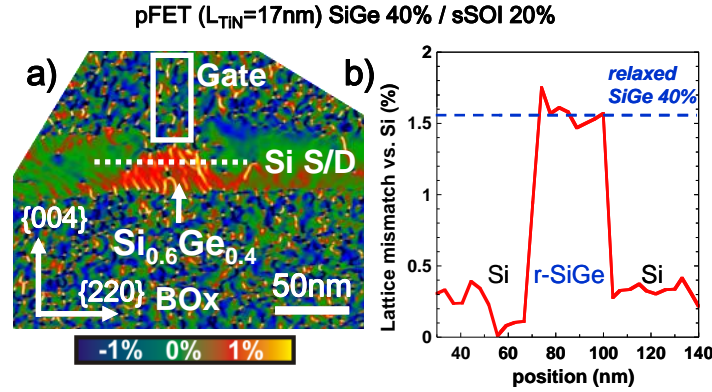 pFET (L_TiN=17nm) SiGe 40% / sSOI 20%
a)
Gate
Si S/D
{004}
Si0.6Ge0.4
{220}
BOx
50nm
-1% 0% 1%
b)
2
1.5
1
0.5
0
Lattice mismatch vs. Si (%)
relaxed
SiGe 40%
Si
r-SiGe
Si
40 60 80 100 120 140
position (nm)